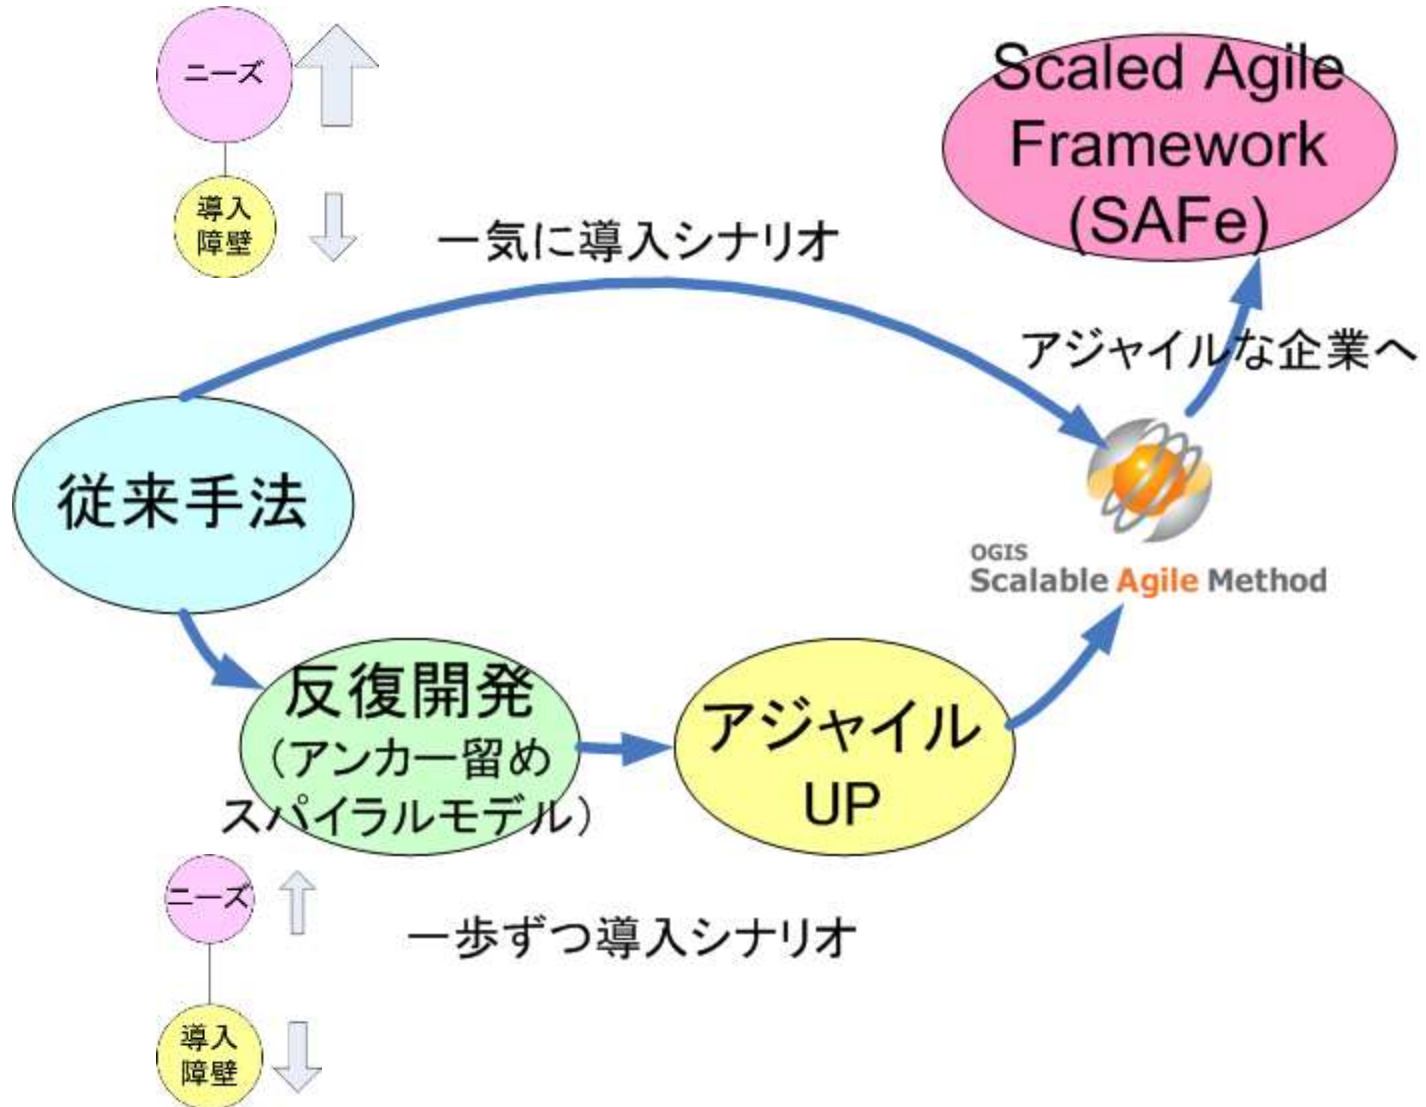 ニーズ
導入
障壁
一気に導入シナリオ
Scaled Agile
Framework
(SAFe)
アジャイルな企業へ
従来手法
OGIS
Scalable Agile Method
反復開発
（アンカー留め
スパイラルモデル）
アジャイル
UP
ニーズ
導入
障壁
一歩ずつ導入シナリオ